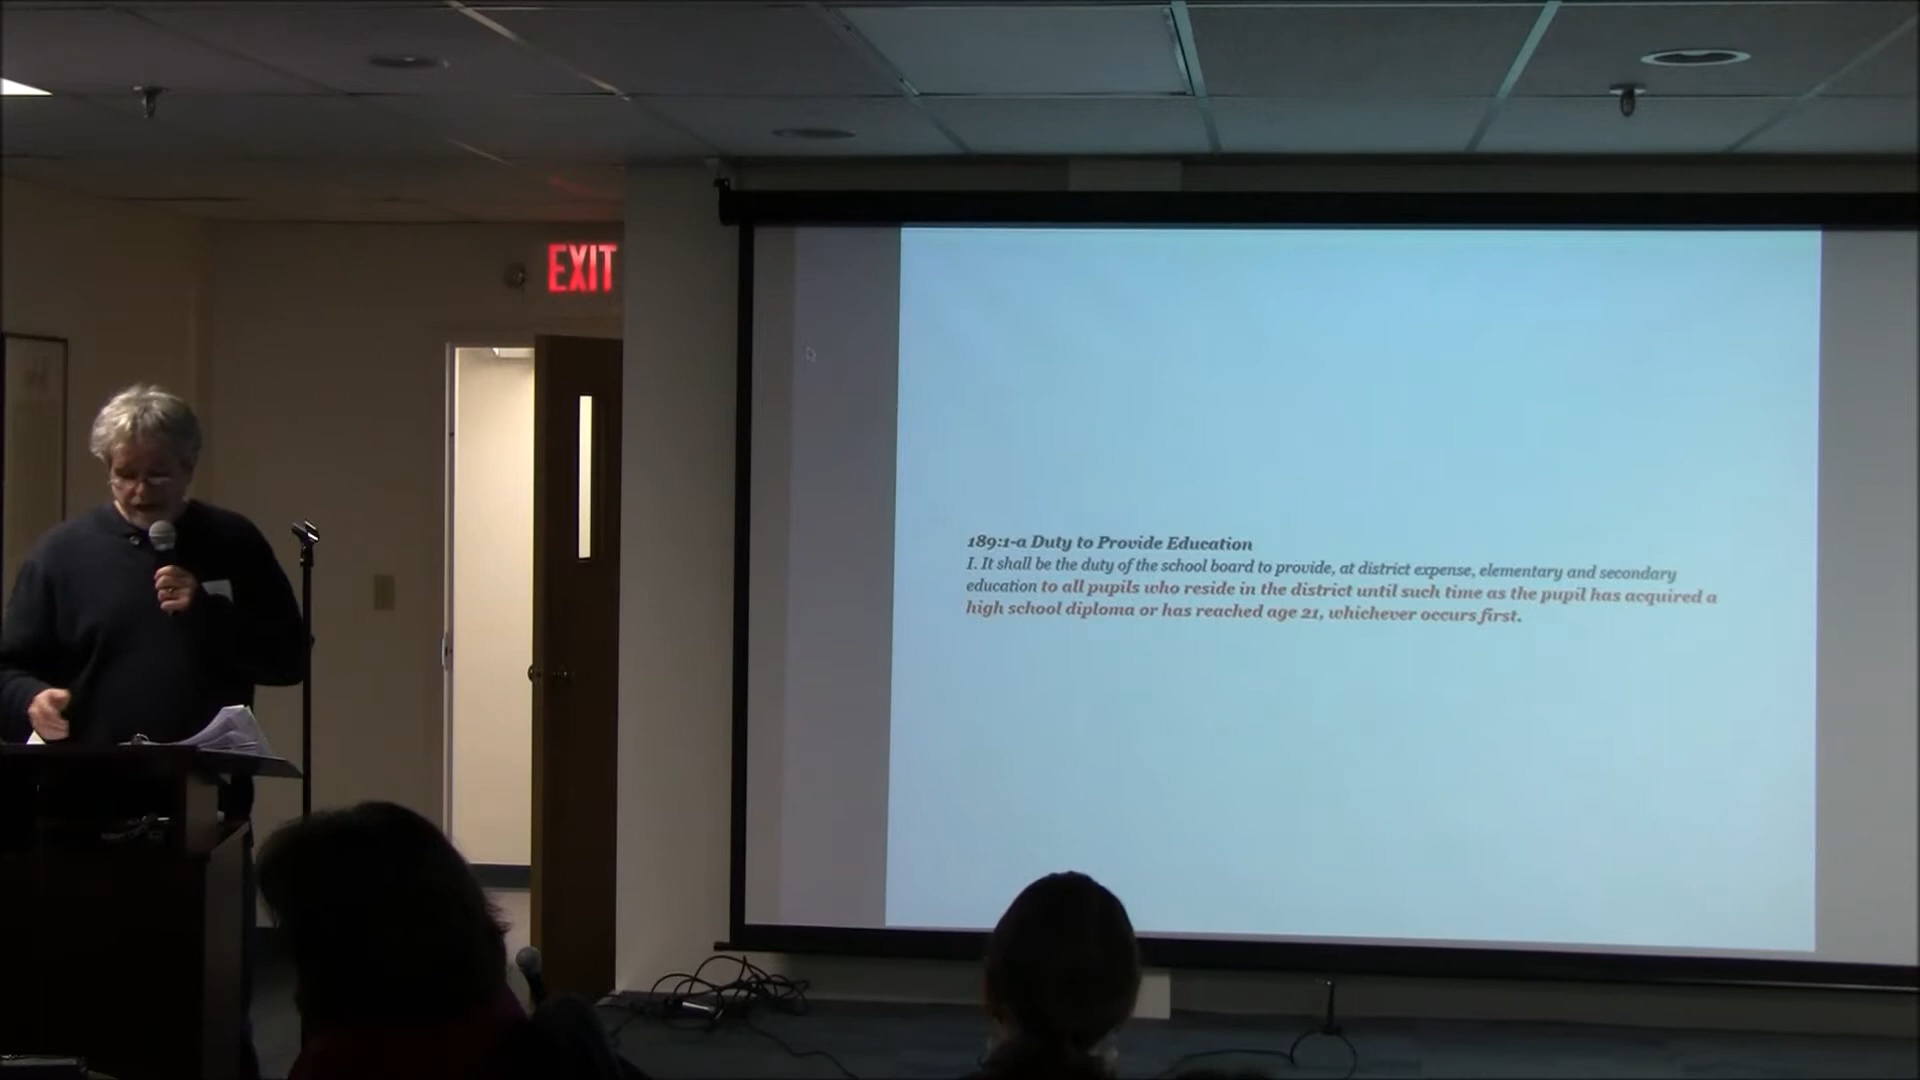 EXIT
189:1-a Duty to Provide Education
I. It shall be the duty of the school board to provide, at district expense, elementary and secondary
education to all pupils who reside in the district until such time as the pupil has acquired a
high school diploma or has reached age 21, whichever occurs first.